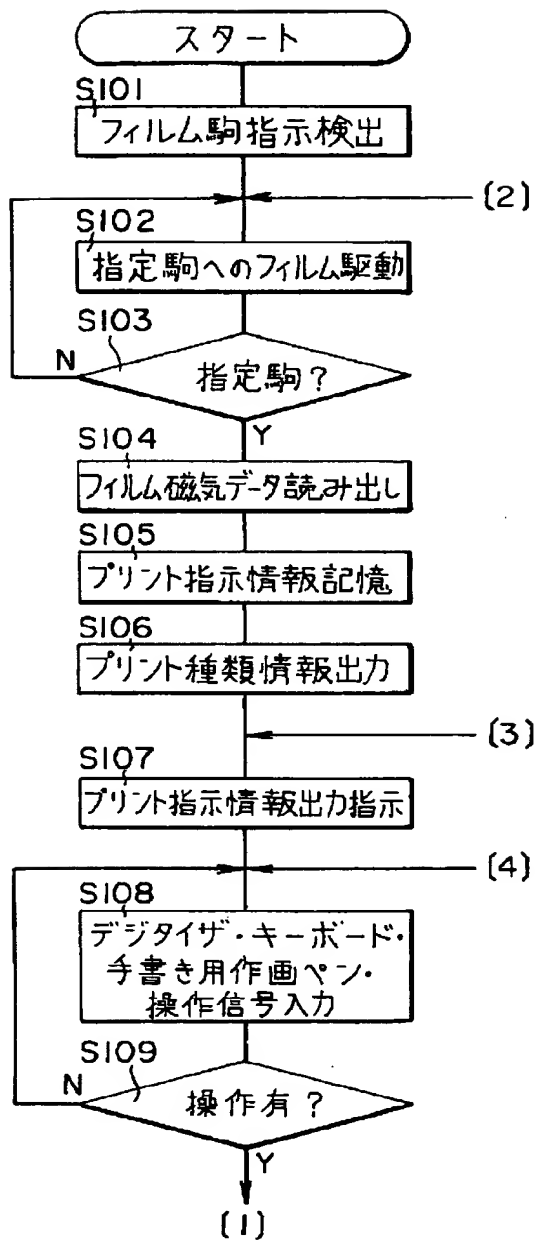 スタート
S101
フィルム駒指示検出
(2)
S102
指定駒へのフィルム駆動
S103
N
指定駒?
Y
S104
フィルム磁気データ読み出し
S105
プリント指示情報記憶
S106
プリント種類情報出力
(3)
S107
プリント指示情報出力指示
(4)
S108
デジタイザ・キーボード・
手書き用作画ペン・
操作信号入力
S109
N
操作有?
Y
(1)